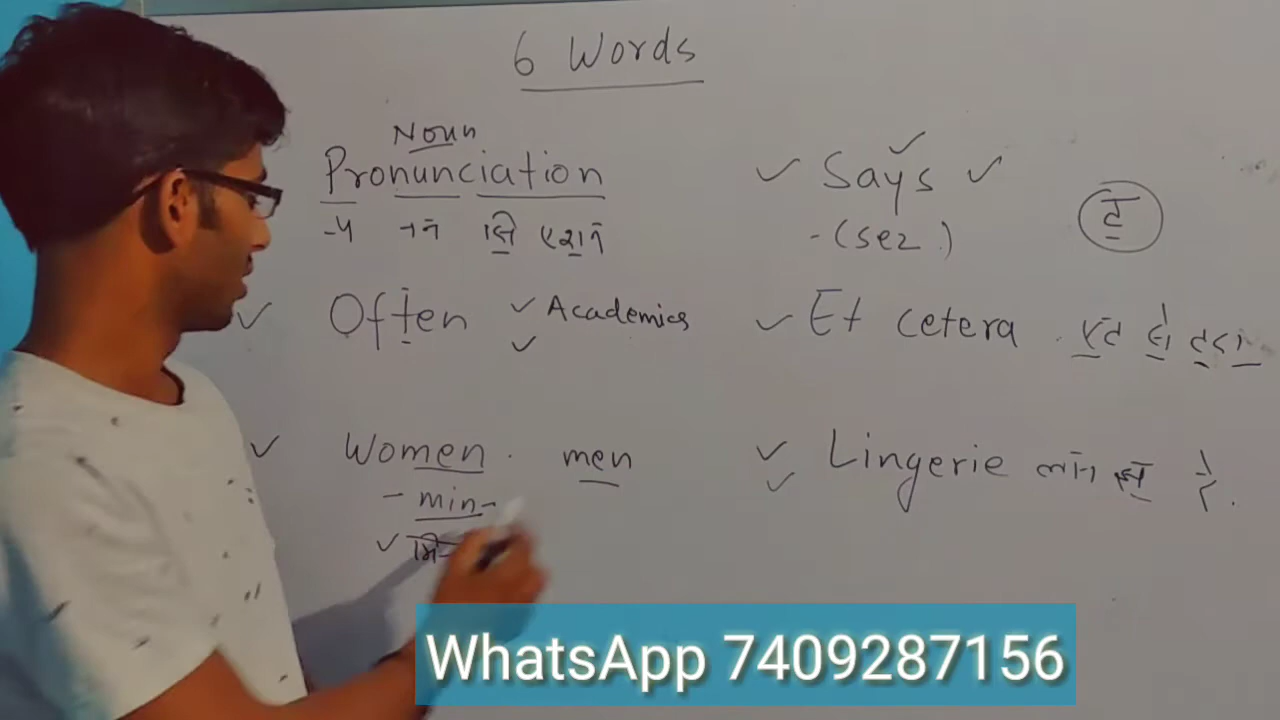 6 Words
Noun
Pronunciation
Says
-(sez)
Often
Academics
Et cetera
Women. men
-min-
Lingerie
WhatsApp 7409287156